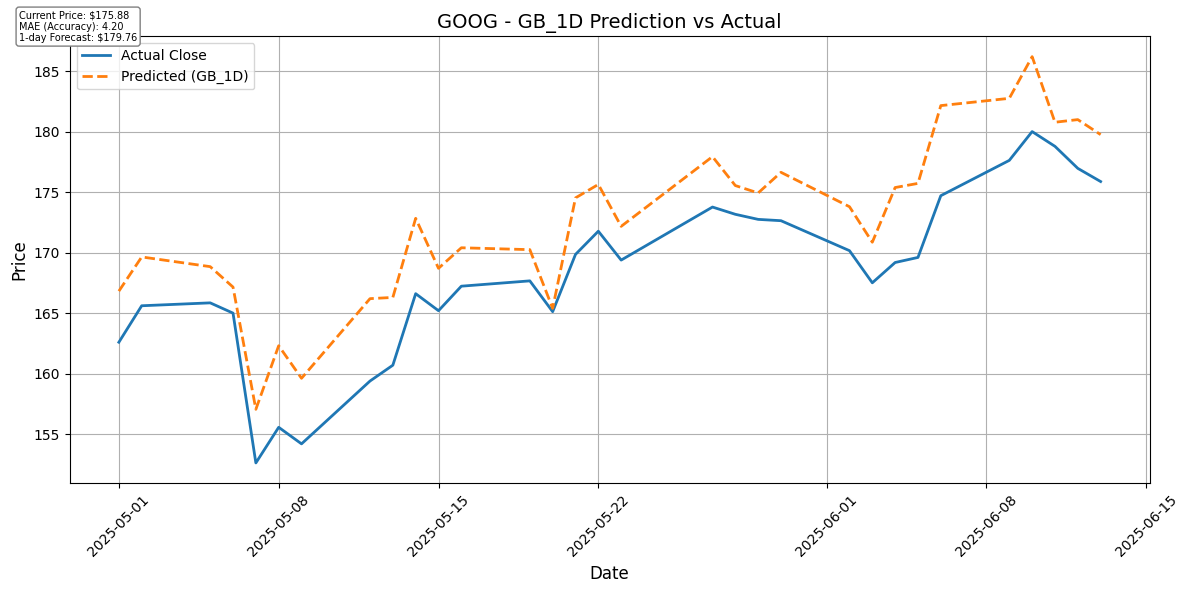 GOOG - GB_1D Prediction vs Actual
Current Price: $175.88
MAE (Accuracy): 4.20
1-day Forecast: $179.76
Actual Close
Predicted (GB_1D)
Price
185
180
175
170
165
160
155
2025-05-01
2025-05-08
2025-05-15
2025-05-22
2025-06-01
2025-06-08
2025-06-15
Date